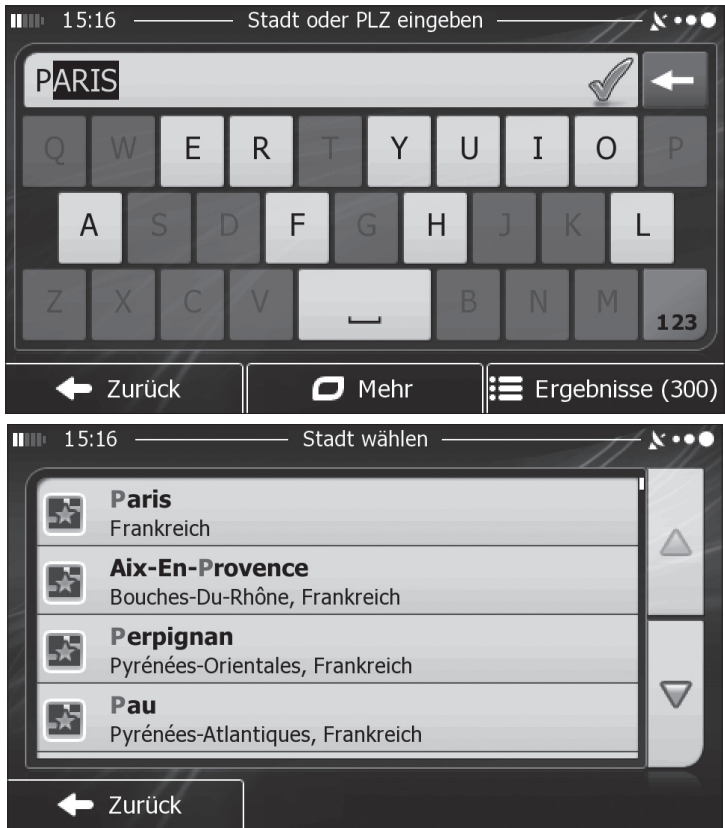 15:16 Stadt oder PLZ eingeben
PARIS
Q W E R T Y U I O P
A S D F G H J K L
Z X C V B N M 123
Zurück Mehr Ergebnisse (300)
15:16 Stadt wählen
Paris
Frankreich
Aix-En-Provence
Bouches-Du-Rhône, Frankreich
Perpignan
Pyrénées-Orientales, Frankreich
Pau
Pyrénées-Atlantiques, Frankreich
Zurück